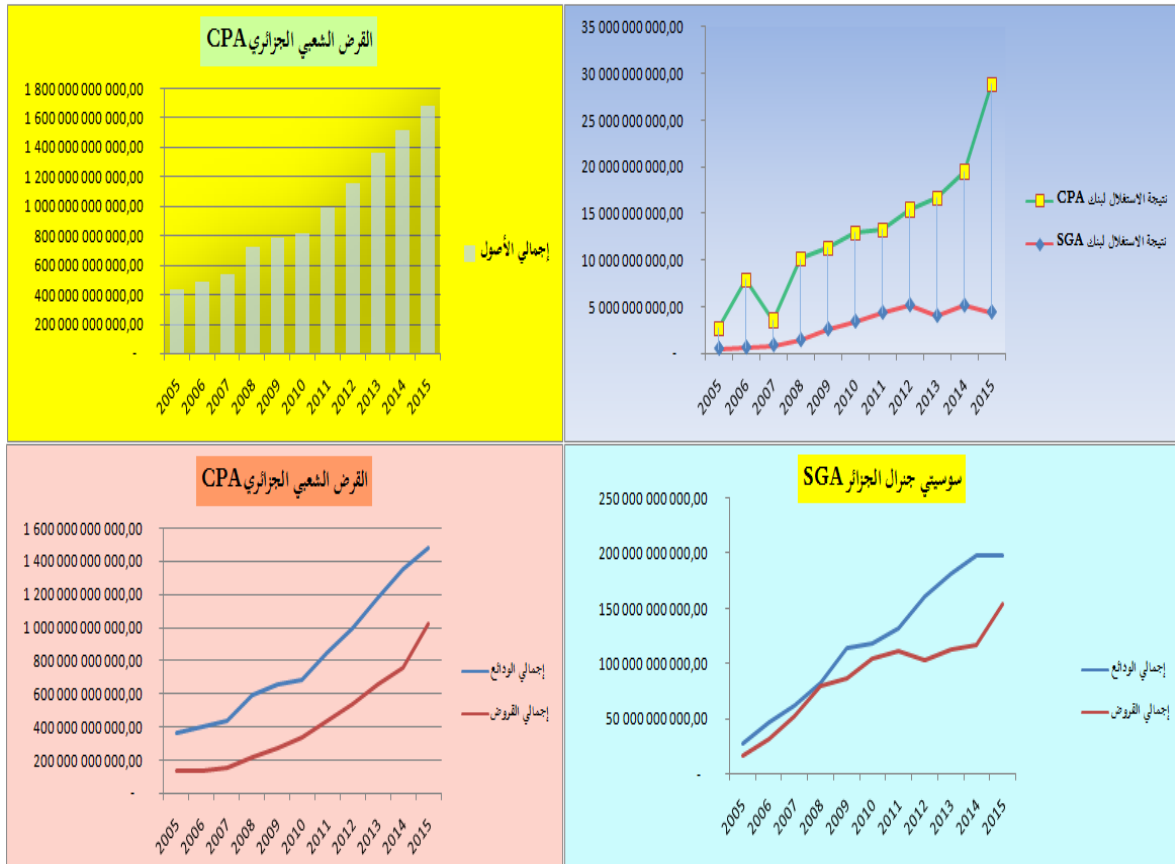 القرض الشعبي الجزائري CPA
1 800 000 000 000,00
1 600 000 000 000,00
1 400 000 000 000,00
1 200 000 000 000,00
1 000 000 000 000,00
800 000 000 000,00
600 000 000 000,00
400 000 000 000,00
200 000 000 000,00
-
إجمالي الأصول
2005 2006 2007 2008 2009 2010 2011 2012 2013 2014 2015
35 000 000 000,00
30 000 000 000,00
25 000 000 000,00
20 000 000 000,00
15 000 000 000,00
10 000 000 000,00
5 000 000 000,00
-
نتيجة الاستغلال لبنك CPA
نتيجة الاستغلال لبنك SGA
2005 2006 2007 2008 2009 2010 2011 2012 2013 2014 2015
القرض الشعبي الجزائري CPA
1 600 000 000 000,00
1 400 000 000 000,00
1 200 000 000 000,00
1 000 000 000 000,00
800 000 000 000,00
600 000 000 000,00
400 000 000 000,00
200 000 000 000,00
-
إجمالي الودائع
إجمالي القروض
2005 2006 2007 2008 2009 2010 2011 2012 2013 2014 2015
سوسيتي جنرال الجزائر SGA
250 000 000 000,00
200 000 000 000,00
150 000 000 000,00
100 000 000 000,00
50 000 000 000,00
-
إجمالي الودائع
إجمالي القروض
2005 2006 2007 2008 2009 2010 2011 2012 2013 2014 2015